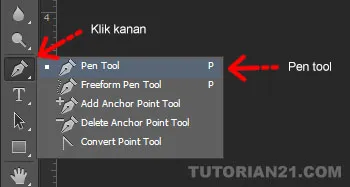 Klik kanan
4
Pen Tool P
Pen tool
Freeform Pen Tool P
Add Anchor Point Tool
Delete Anchor Point Tool
T
Convert Point Tool
TUTORIAN21.COM